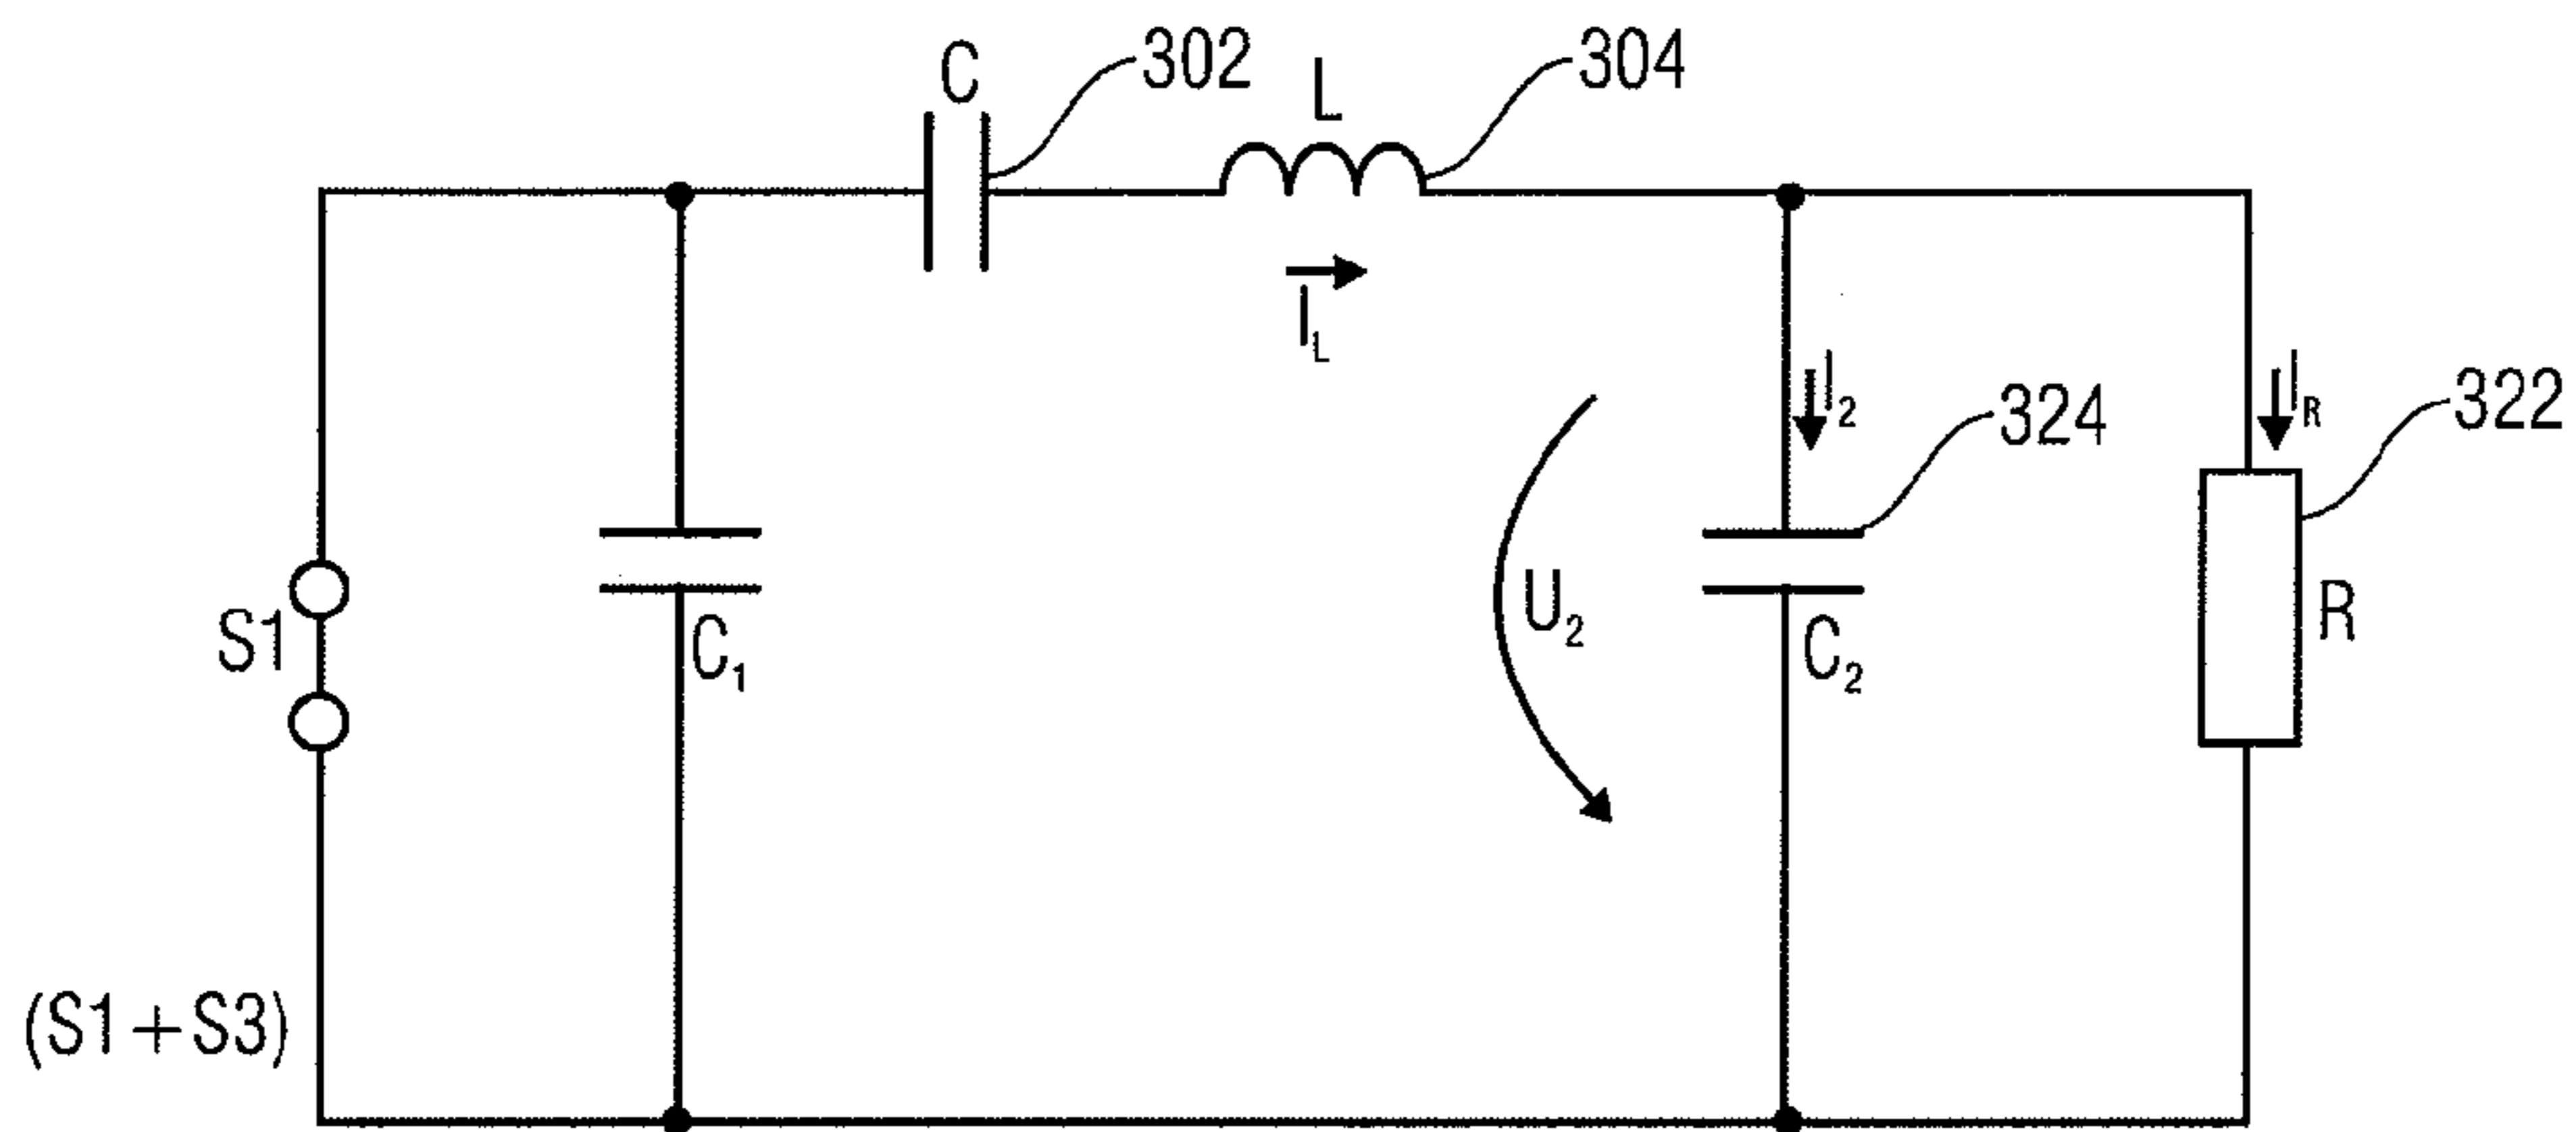 C
302
L
304
I_L
I_2
324
I_R
322
S1
C_1
U_2
C_2
R
(S1+S3)